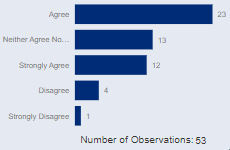 Agree 23
Neither Agree No... 13
Strongly Agree 12
Disagree 4
Strongly Disagree 1
Number of Observations: 53